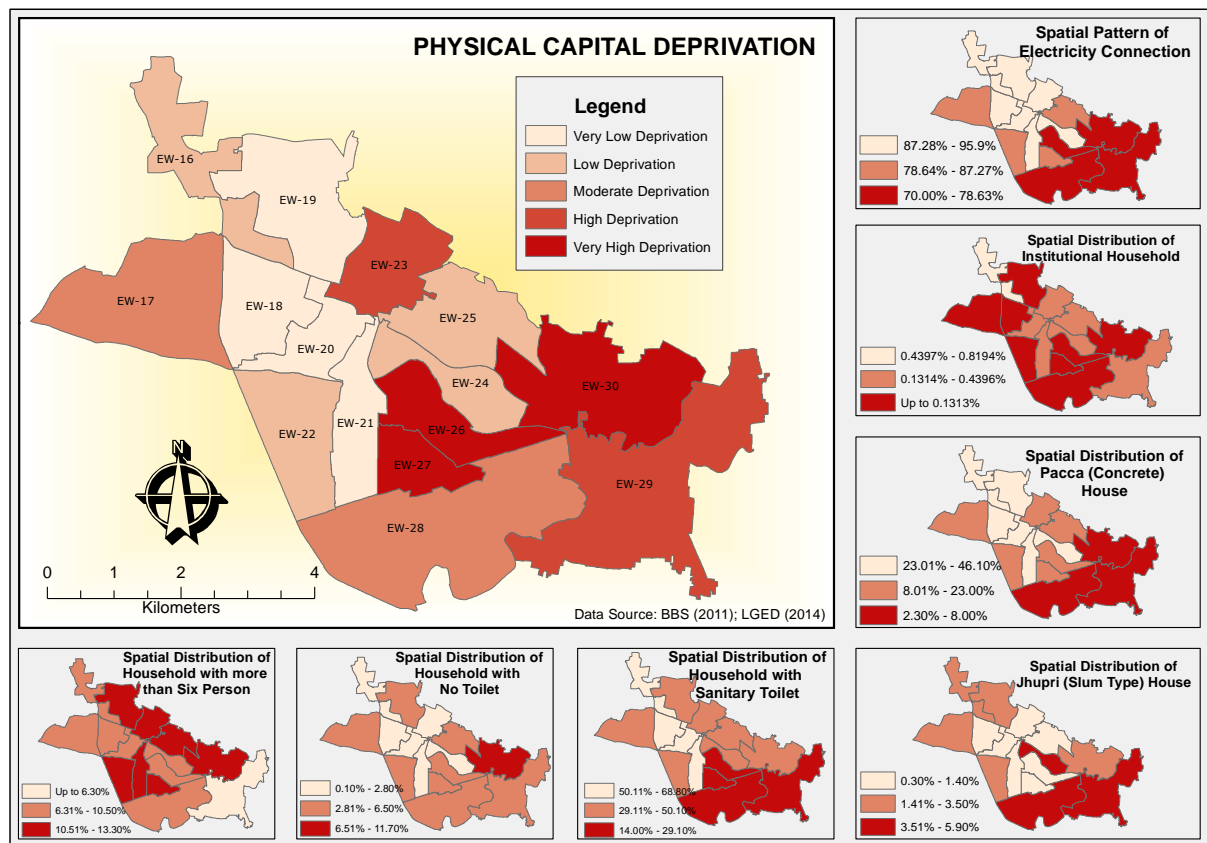 PHYSICAL CAPITAL DEPRIVATION
Legend
Very Low Deprivation
Low Deprivation
Moderate Deprivation
High Deprivation
Very High Deprivation
EW-16
EW-19
EW-23
EW-17
EW-18
EW-25
EW-20
EW-24
EW-30
EW-21
EW-22
EW-26
EW-27
EW-29
EW-28
N
0 1 2 4
Kilometers
Data Source: BBS (2011); LGED (2014)
Spatial Pattern of
Electricity Connection
87.28% - 95.9%
78.64% - 87.27%
70.00% - 78.63%
Spatial Distribution of
Institutional Household
0.4397% - 0.8194%
0.1314% - 0.4396%
Up to 0.1313%
Spatial Distribution of
Pacca (Concrete)
House
23.01% - 46.10%
8.01% - 23.00%
2.30% - 8.00%
Spatial Distribution of
Household with more
than Six Person
Up to 6.30%
6.31% - 10.50%
10.51% - 13.30%
Spatial Distribution of
Household with
No Toilet
0.10% - 2.80%
2.81% - 6.50%
6.51% - 11.70%
Spatial Distribution of
Household with
Sanitary Toilet
50.11% - 68.80%
29.11% - 50.10%
14.00% - 29.10%
Spatial Distribution of
Jhupri (Slum Type) House
0.30% - 1.40%
1.41% - 3.50%
3.51% - 5.90%